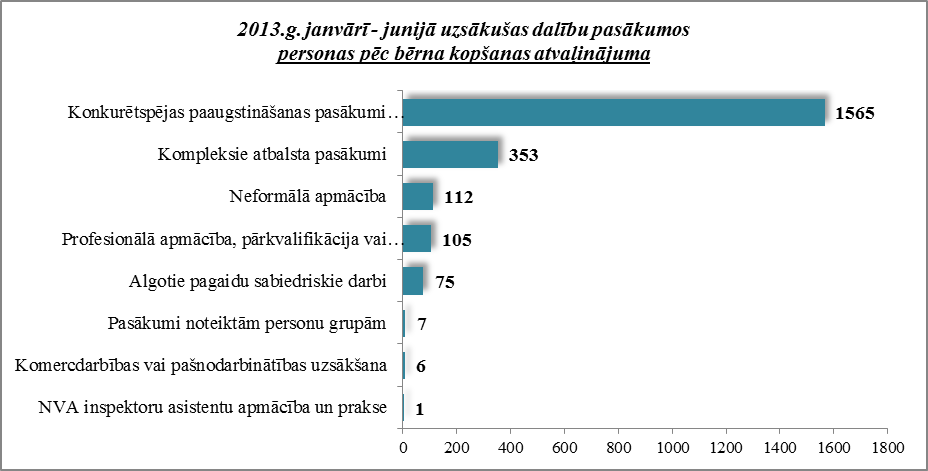 2013.g. janvārī - junijā uzsākušas dalību pasākumos
personas pēc bērna kopšanas atvaļinājuma
Konkurētspējas paaugstināšanas pasākumi… 1565
Kompleksie atbalsta pasākumi 353
Neformālā apmācība 112
Profesionālā apmācība, pārkvalifikācija vai… 105
Algotie pagaidu sabiedriskie darbi 75
Pasākumi noteiktām personu grupām 7
Komercdarbības vai pašnodarbinātības uzsākšana 6
NVA inspektoru asistentu apmācība un prakse 1
0 200 400 600 800 1000 1200 1400 1600 1800